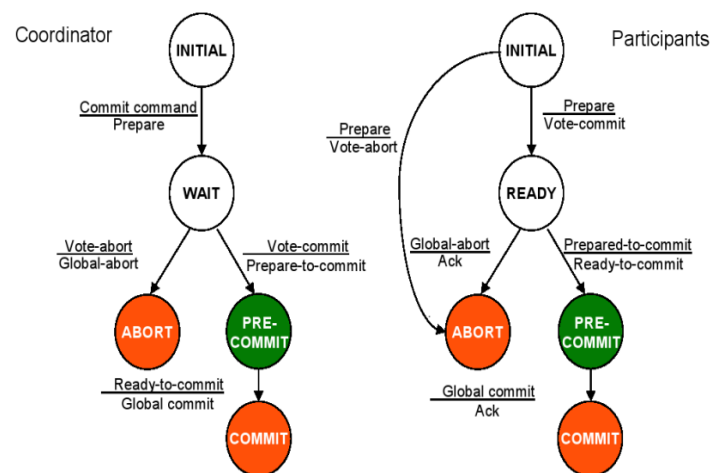 Coordinator
INITIAL
Commit command
Prepare
WAIT
Vote-abort
Global-abort
Vote-commit
Prepare-to-commit
ABORT
PRE-
COMMIT
Ready-to-commit
Global commit
COMMIT
Participants
INITIAL
Prepare
Vote-abort
Prepare
Vote-commit
READY
Global-abort
Ack
Prepared-to-commit
Ready-to-commit
ABORT
PRE-
COMMIT
Global commit
Ack
COMMIT